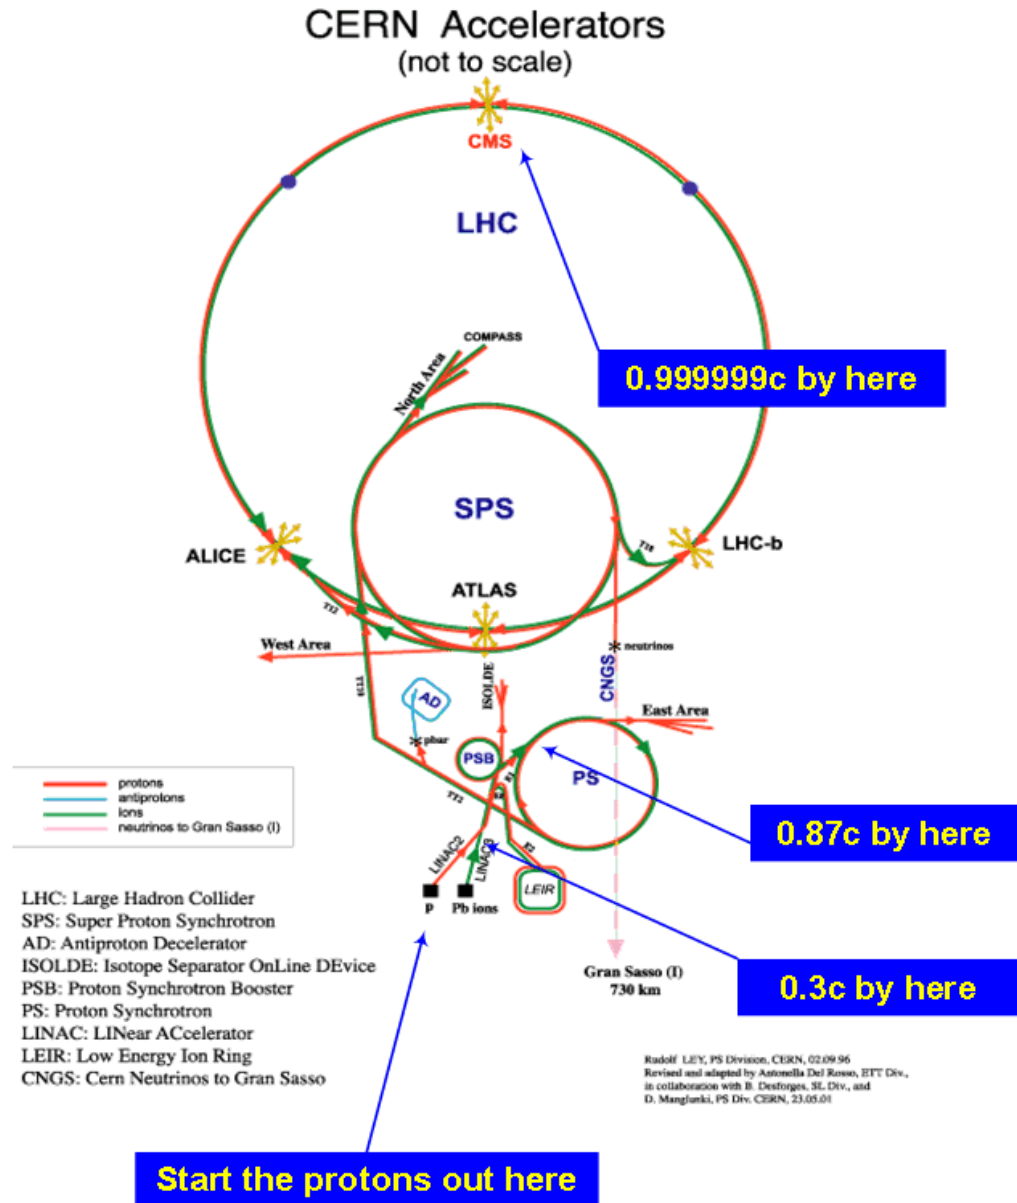 CERN Accelerators
(not to scale)
CMS
LHC
0.999999c by here
COMPASS
North Area
SPS
ALICE
LHC-b
TI8
ATLAS
TI2
West Area
neutrinos
CNGS
ISOLDE
East Area
AD
TT10
pbar
PSB
PS
protons
antiprotons
ions
neutrinos to Gran Sasso (I)
TT2
E2
0.87c by here
LINAC2
LINAC3
LEIR
p
Pb ions
LHC: Large Hadron Collider
SPS: Super Proton Synchrotron
AD: Antiproton Decelerator
ISOLDE: Isotope Separator OnLine DEvice
PSB: Proton Synchrotron Booster
PS: Proton Synchrotron
LINAC: LINear ACcelerator
LEIR: Low Energy Ion Ring
CNGS: Cern Neutrinos to Gran Sasso
Gran Sasso (I)
730 km
0.3c by here
Rudolf LEY, PS Division, CERN, 02.09.96
Revised and adapted by Antonella Del Rosso, ETT Div.,
in collaboration with B. Desforges, SL Div., and
D. Manglunki, PS Div. CERN, 23.05.01
Start the protons out here